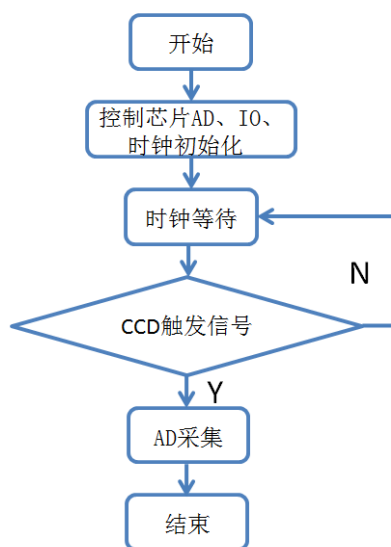 开始
控制芯片AD、IO、
时钟初始化
时钟等待
N
CCD触发信号
Y
AD采集
结束